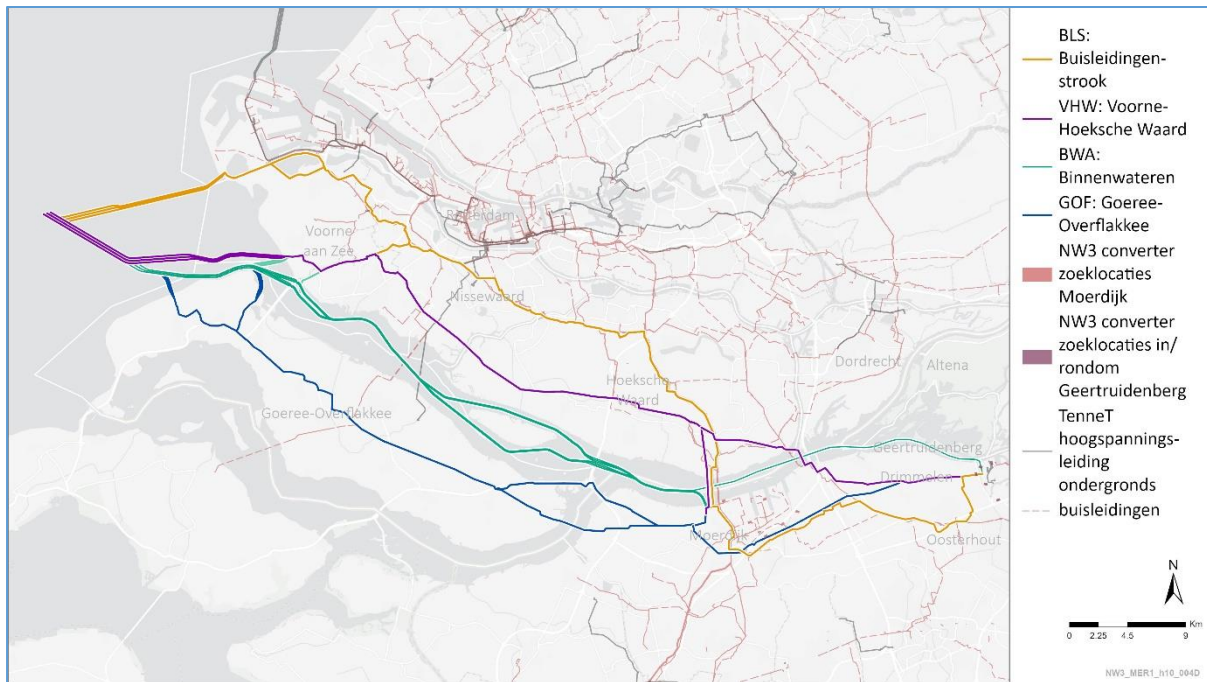 Rotterdam
Voorne
aan Zee
Nissewaard
Dordrecht
Altena
Hoeksche
Waard
Goeree-Overflakkee
Geertruidenberg
Drimmelen
Moerdijk
Oosterhout
BLS:
Buisleidingen-
strook
VHW: Voorne-
Hoeksche Waard
BWA:
Binnenwateren
GOF: Goeree-
Overflakkee
NW3 converter
zoeklocaties
Moerdijk
NW3 converter
zoeklocaties in/
rondom
Geertruidenberg
TenneT
hoogspannings-
leiding
ondergronds
buisleidingen
N
Km
0 2.25 4.5 9
NW3_MER1_h10_004D